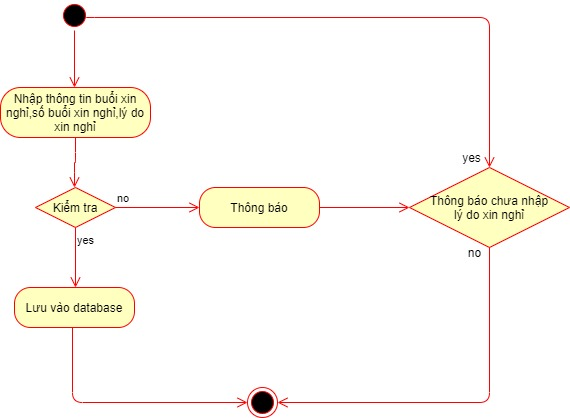 Nhập thông tin buổi xin
nghỉ,số buổi xin nghỉ,lý do
xin nghỉ
yes
Kiểm tra
no
Thông báo
Thông báo chưa nhập
lý do xin nghỉ
yes
no
Lưu vào database